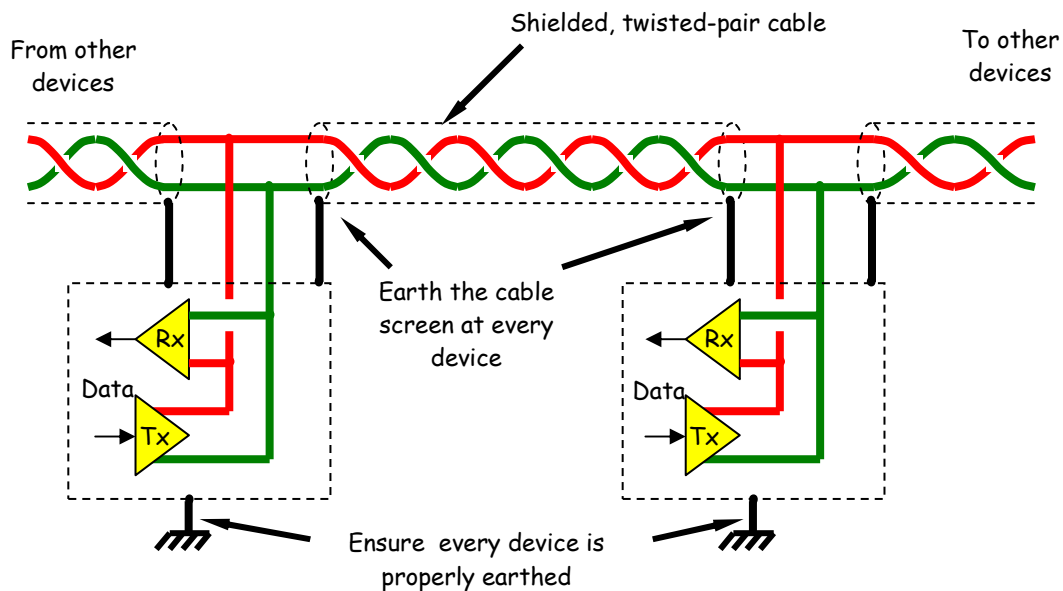 Shielded, twisted-pair cable
From other
devices
To other
devices
Earth the cable
screen at every
device
Rx
Data
Tx
Rx
Data
Tx
Ensure every device is
properly earthed